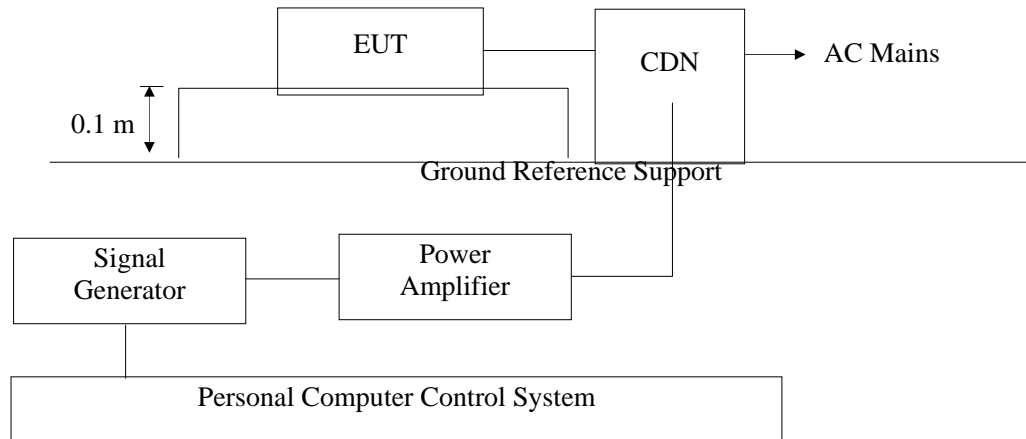 EUT
CDN
AC Mains
0.1 m
Ground Reference Support
Signal
Generator
Power
Amplifier
Personal Computer Control System